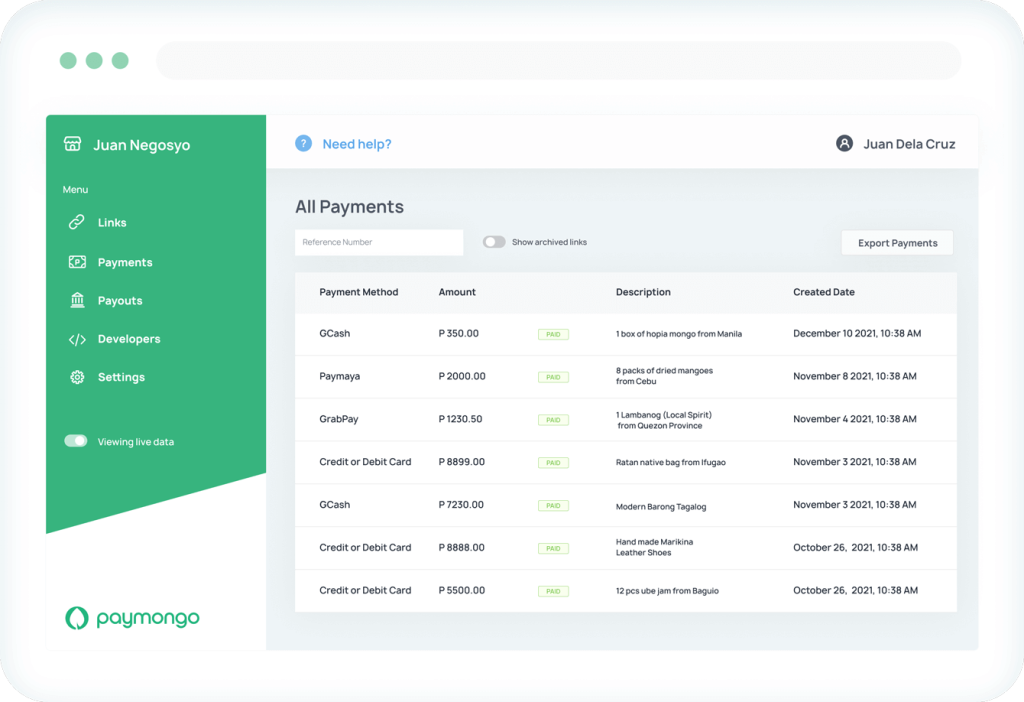 Juan Negosyo
Need help?
Juan Dela Cruz
Menu
Links
Payments
Payouts
Developers
Settings
Viewing live data
paymongo
All Payments
Reference Number
Show archived links
Export Payments
Payment Method Amount Description Created Date
GCash P 350.00 PAID 1 box of hopia mongo from Manila December 10 2021, 10:38 AM
Paymaya P 2000.00 PAID 8 packs of dried mangoes
from Cebu November 8 2021, 10:38 AM
GrabPay P 1230.50 PAID 1 Lambanog (Local Spirit)
from Quezon Province November 4 2021, 10:38 AM
Credit or Debit Card P 8899.00 PAID Ratan native bag from Ifugao November 3 2021, 10:38 AM
GCash P 7230.00 PAID Modern Barong Tagalog November 3 2021, 10:38 AM
Credit or Debit Card P 8888.00 PAID Hand made Marikina
Leather Shoes October 26, 2021, 10:38 AM
Credit or Debit Card P 5500.00 PAID 12 pcs ube jam from Baguio October 26, 2021, 10:38 AM